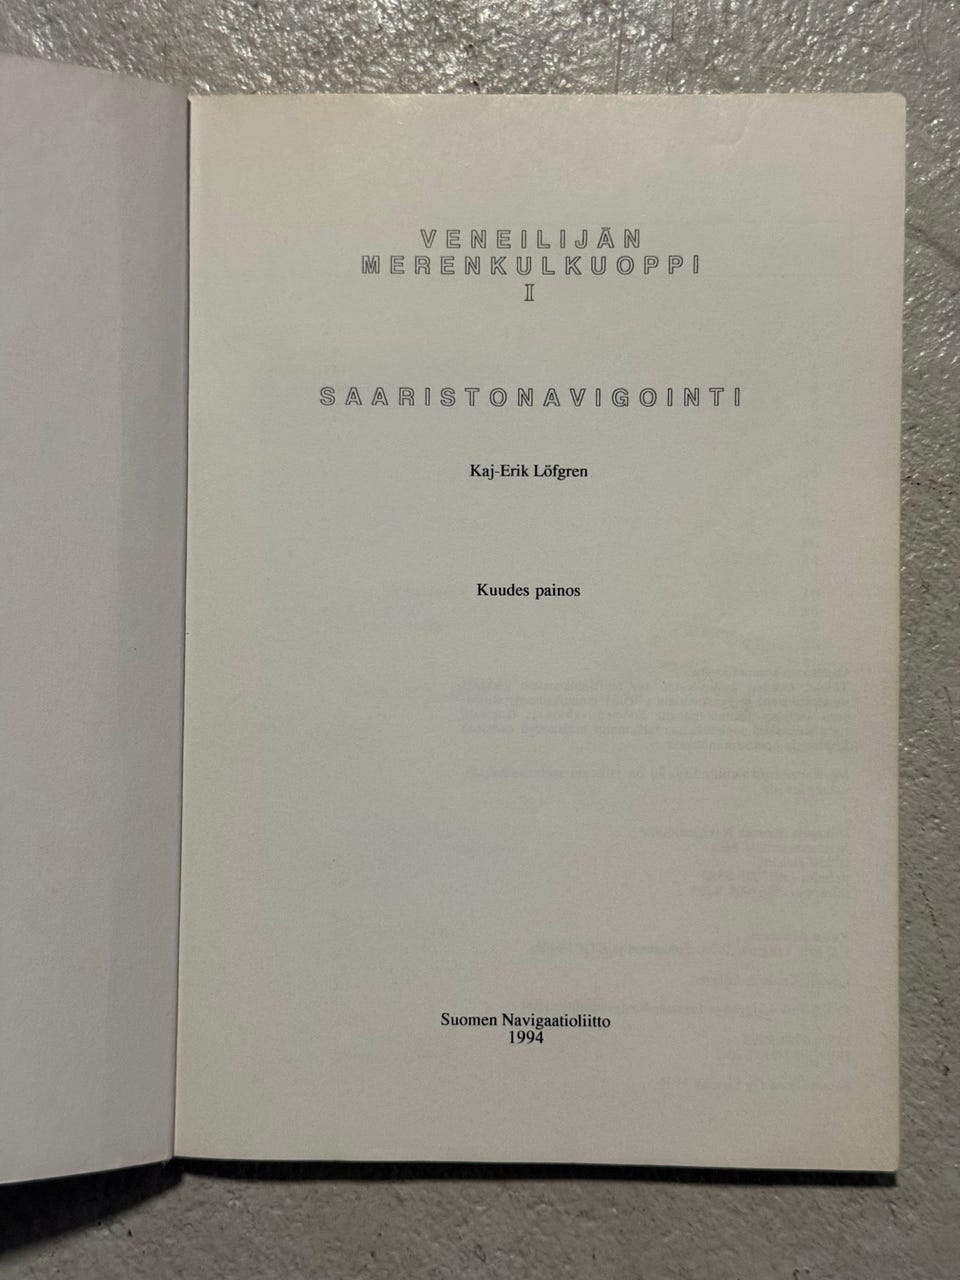 VENEILIJÄN
MERENKULKUOPPI
I
SAARISTONAVIGOINTI
Kaj-Erik Löfgren
Kuudes painos
Suomen Navigaatioliitto
1994